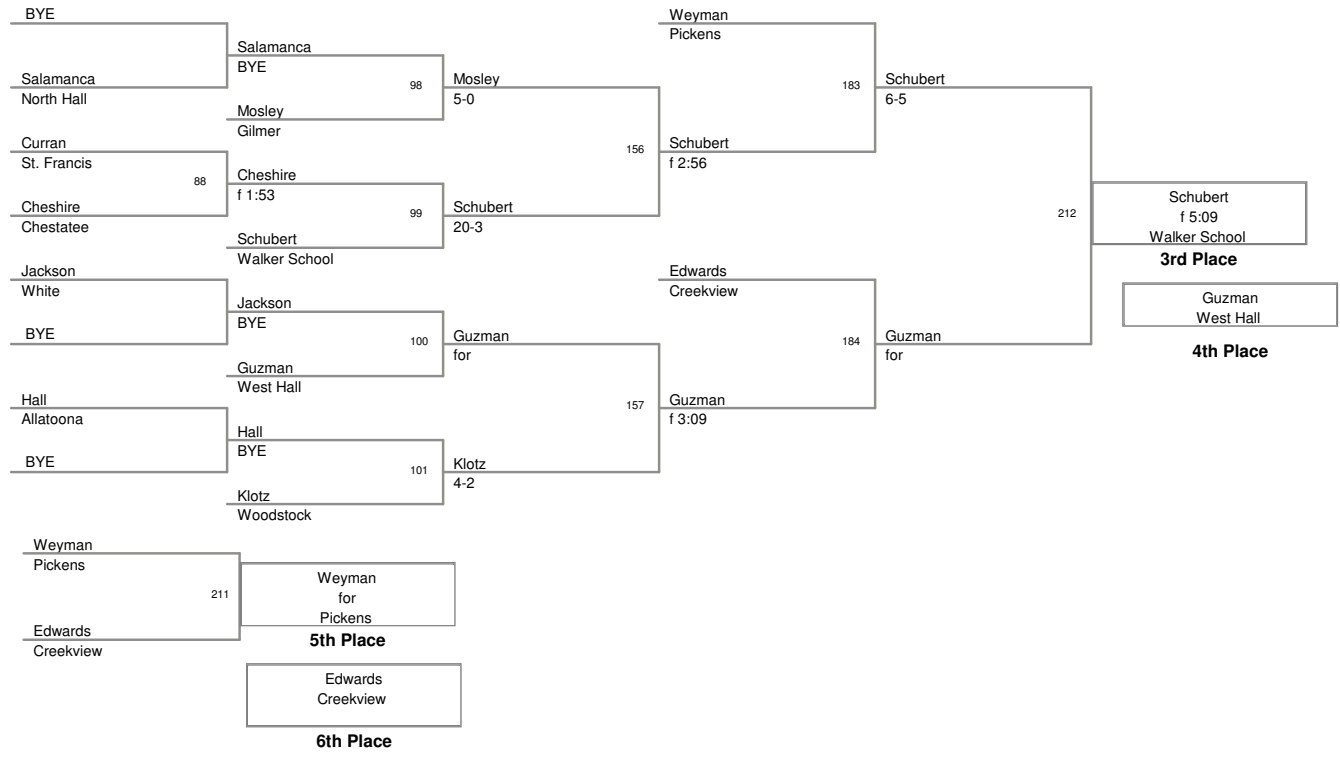 BYE
Salamanca
North Hall
Curran
St. Francis
Cheshire
Chestatee
Jackson
White
BYE
Hall
Allatoona
BYE
88
Salamanca
BYE
Mosley
Gilmer
Cheshire
f 1:53
Schubert
Walker School
Jackson
BYE
Guzman
West Hall
Hall
BYE
Klotz
Woodstock
98
99
100
101
Mosley
5-0
Schubert
20-3
Guzman
for
Klotz
4-2
156
157
Weyman
Pickens
Schubert
f 2:56
Edwards
Creekview
Guzman
f 3:09
183
184
Schubert
6-5
Guzman
for
212
Schubert
f 5:09
Walker School
3rd Place
Guzman
West Hall
4th Place
Weyman
Pickens
Edwards
Creekview
211
Weyman
for
Pickens
5th Place
Edwards
Creekview
6th Place